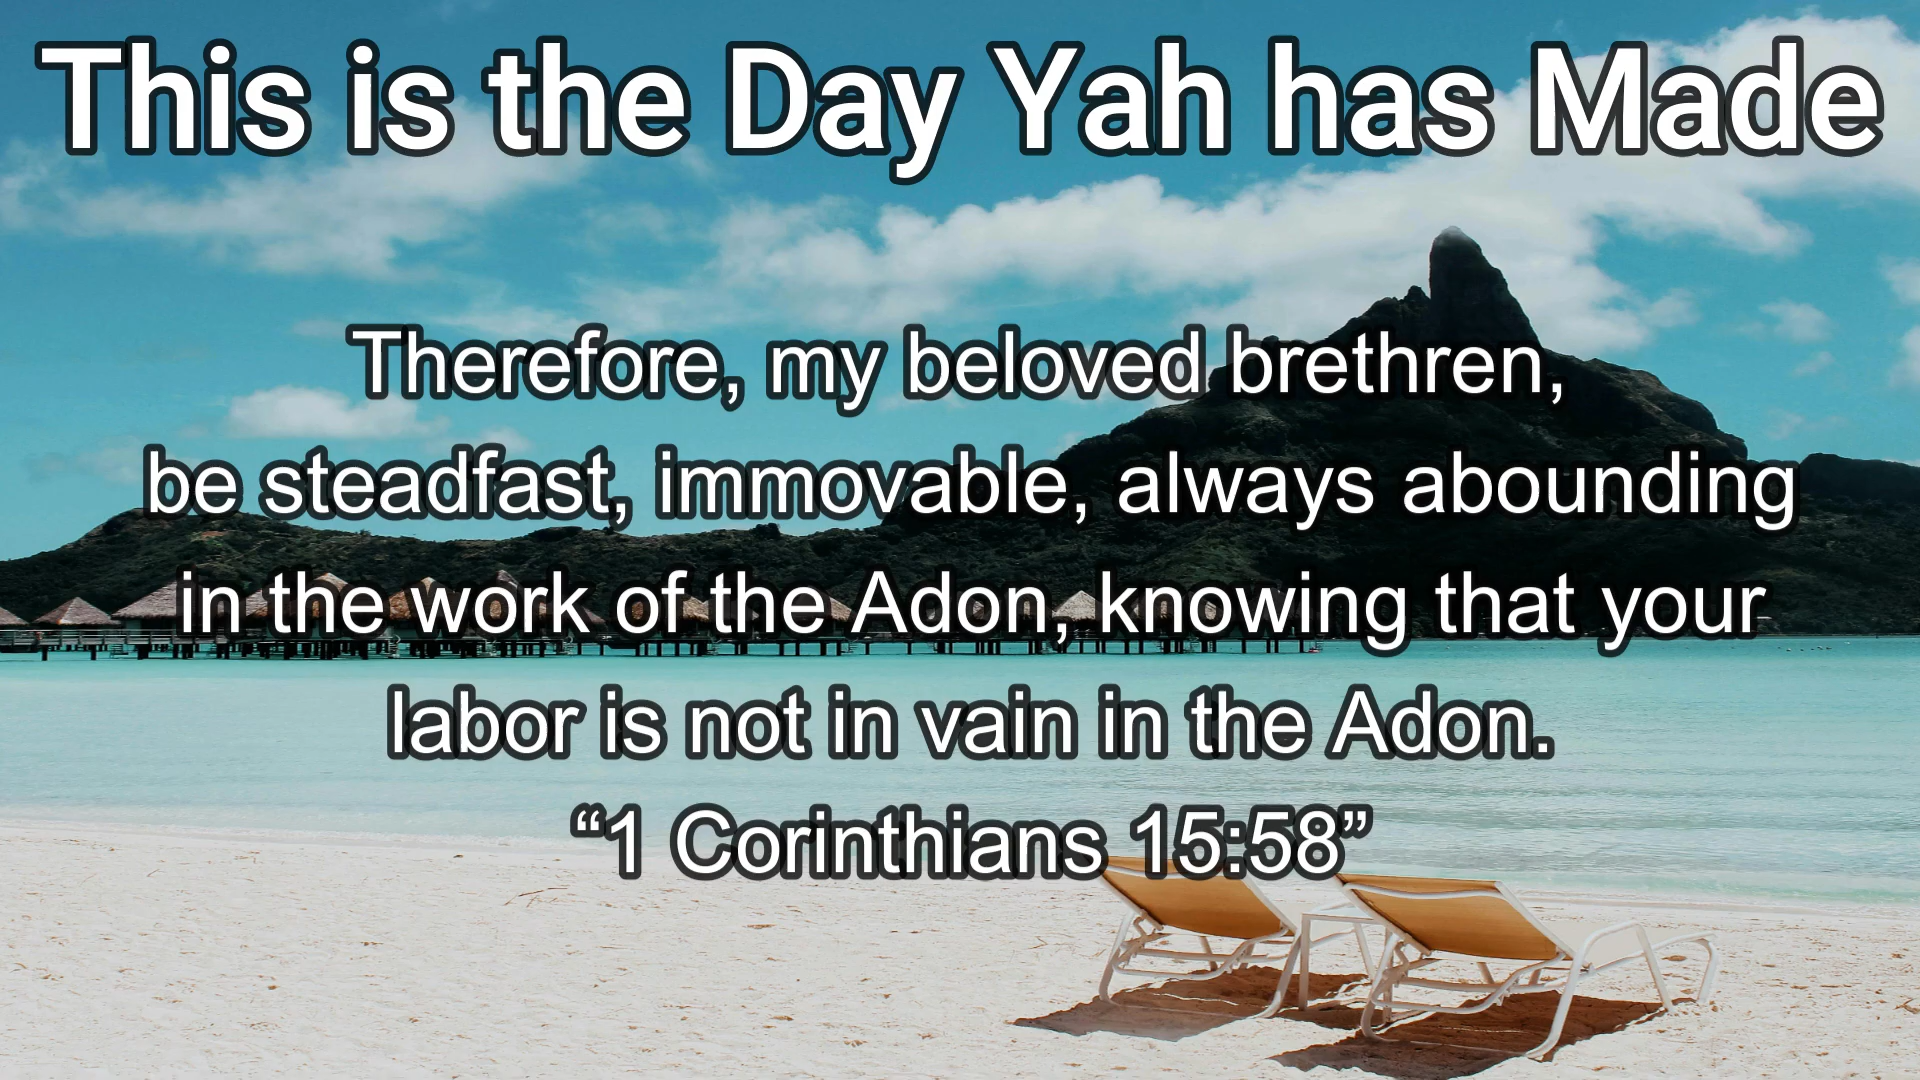 This is the Day Yah has Made
Therefore, my beloved brethren,
be steadfast, immovable, always abounding
in the work of the Adon, knowing that your
labor is not in vain in the Adon.
“1 Corinthians 15:58”